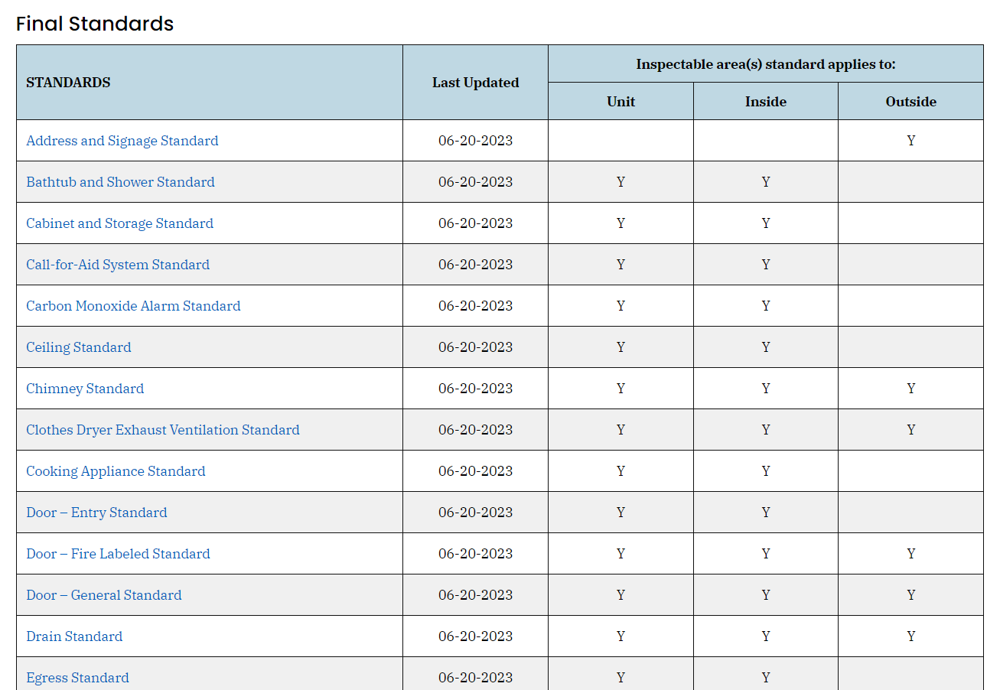 Final Standards
STANDARDS Last Updated Inspectable area(s) standard applies to:
Unit Inside Outside
Address and Signage Standard 06-20-2023 Y
Bathtub and Shower Standard 06-20-2023 Y Y
Cabinet and Storage Standard 06-20-2023 Y Y
Call-for-Aid System Standard 06-20-2023 Y Y
Carbon Monoxide Alarm Standard 06-20-2023 Y Y
Ceiling Standard 06-20-2023 Y Y
Chimney Standard 06-20-2023 Y Y Y
Clothes Dryer Exhaust Ventilation Standard 06-20-2023 Y Y Y
Cooking Appliance Standard 06-20-2023 Y Y
Door – Entry Standard 06-20-2023 Y Y
Door – Fire Labeled Standard 06-20-2023 Y Y Y
Door – General Standard 06-20-2023 Y Y Y
Drain Standard 06-20-2023 Y Y Y
Egress Standard 06-20-2023 Y Y